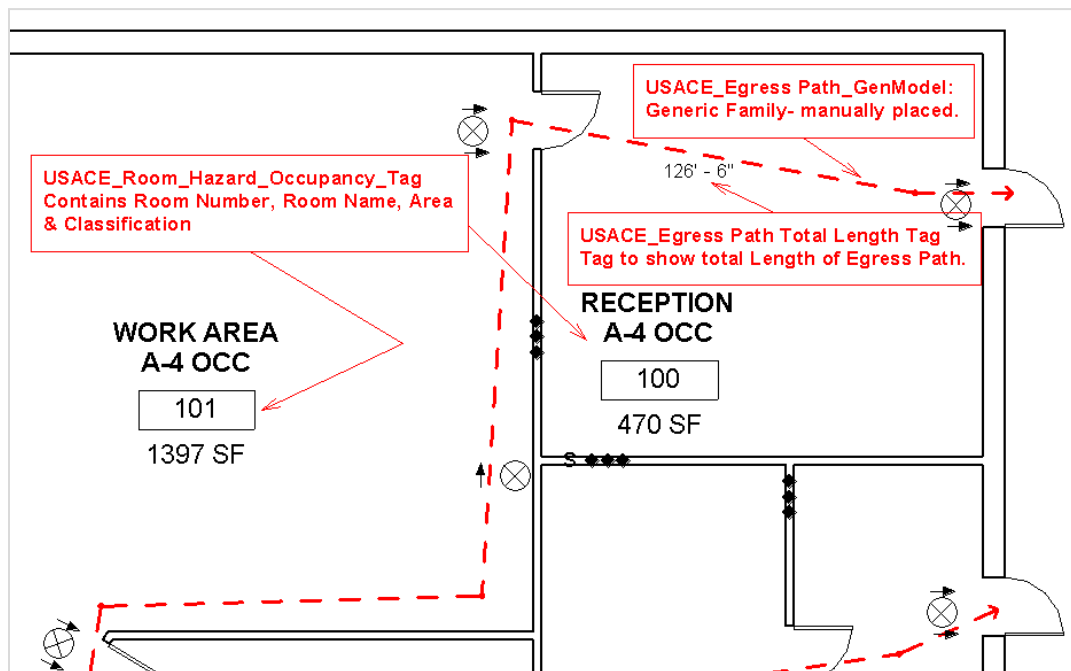 USACE_Egress Path_GenModel:
Generic Family- manually placed.
126' - 6"
USACE_Room_Hazard_Occupancy_Tag
Contains Room Number, Room Name, Area
& Classification
USACE_Egress Path Total Length Tag
Tag to show total Length of Egress Path.
RECEPTION
A-4 OCC
100
470 SF
WORK AREA
A-4 OCC
101
1397 SF
S